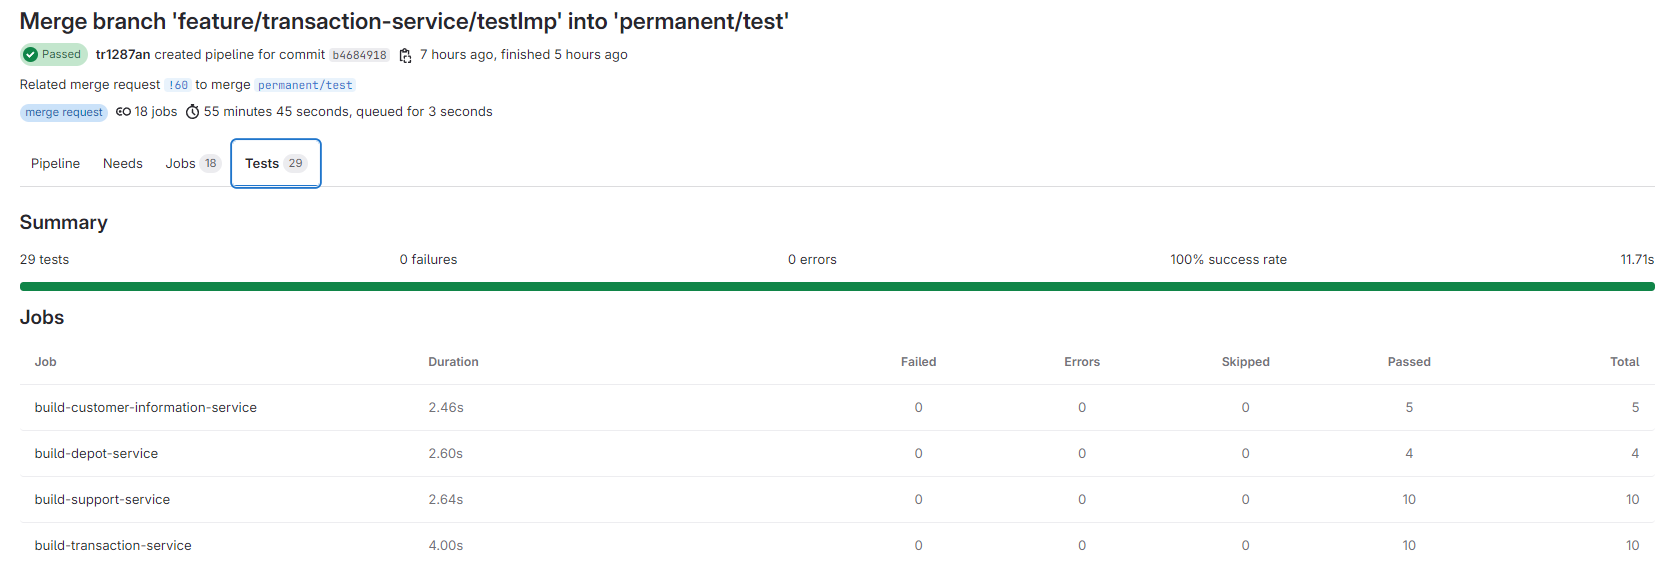 Merge branch 'feature/transaction-service/testImp' into 'permanent/test'
Passed tr1287an created pipeline for commit b4684918 7 hours ago, finished 5 hours ago
Related merge request !60 to merge permanent/test
merge request 18 jobs 55 minutes 45 seconds, queued for 3 seconds
Pipeline Needs Jobs 18 Tests 29
Summary
29 tests 0 failures 0 errors 100% success rate 11.71s
Jobs
Job Duration Failed Errors Skipped Passed Total
build-customer-information-service 2.46s 0 0 0 5 5
build-depot-service 2.60s 0 0 0 4 4
build-support-service 2.64s 0 0 0 10 10
build-transaction-service 4.00s 0 0 0 10 10